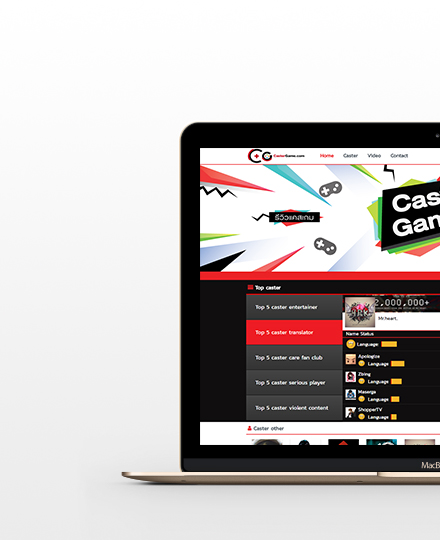 CG CasterGame.com
Home Caster Video Contact
รีวิวแคสเกม
Cas
Gam
Top caster
Top 5 caster entertainer
Top 5 caster translator
Top 5 caster care fan club
Top 5 caster serious player
Top 5 caster violent content
2,000,000+
Mr.heart.
Name Status
Language
Apologize
Language
Zbing
Language
Maserga
Language
ShopperTV
Language
Caster other
MacB